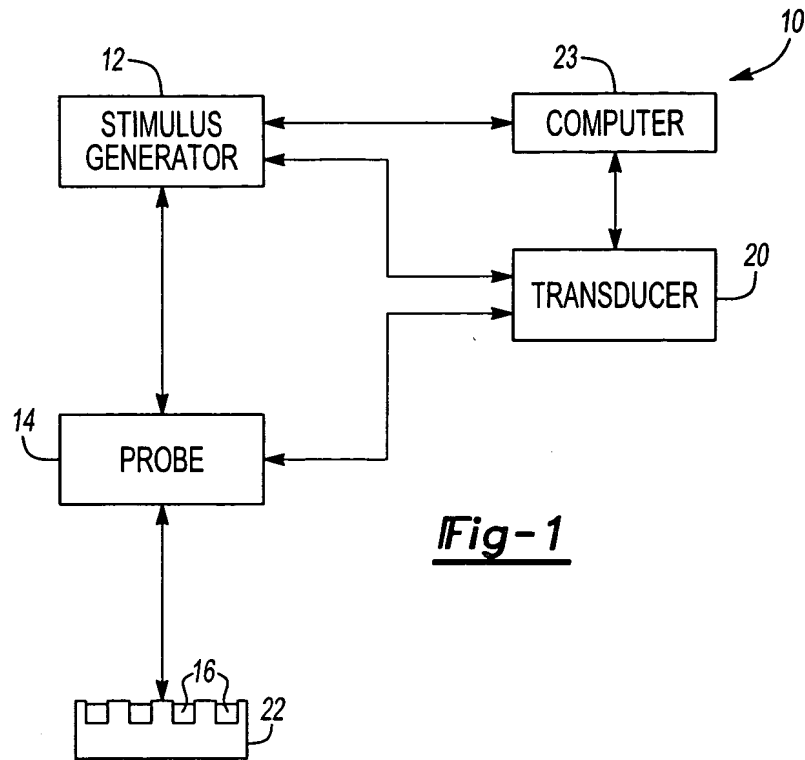 10
12
23
STIMULUS
GENERATOR
COMPUTER
20
TRANSDUCER
14
PROBE
Fig-1
16
22